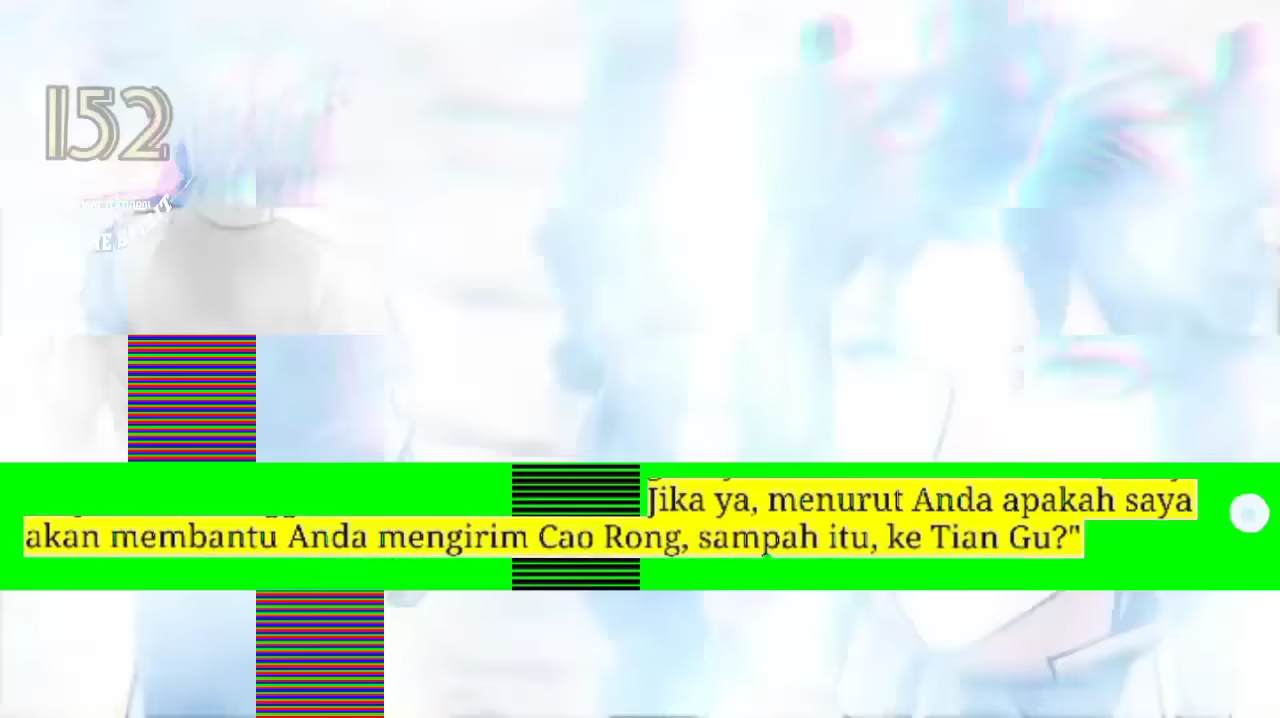 152
Jika ya, menurut Anda apakah saya
akan membantu Anda mengirim Cao Rong, sampah itu, ke Tian Gu?"